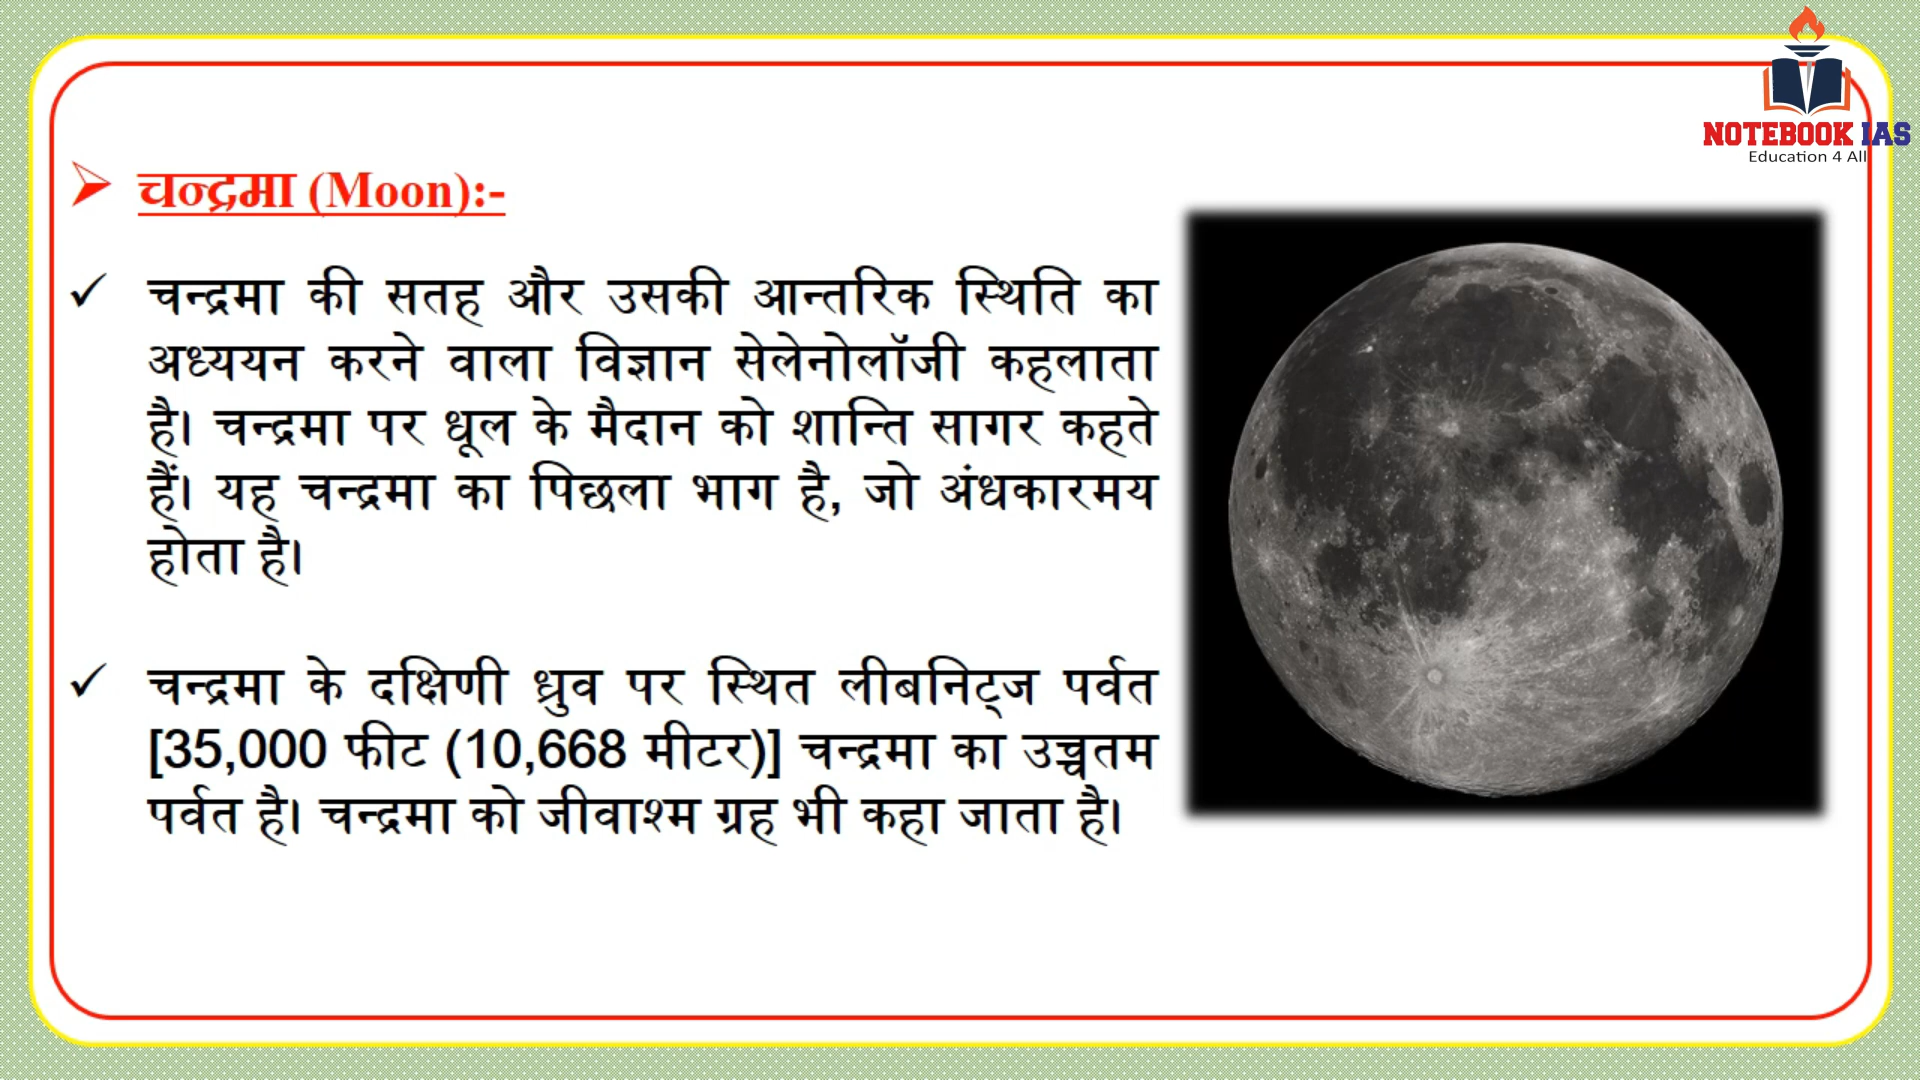 NOTEBOOK IAS
Education 4 All
चन्द्रमा (Moon):-
चन्द्रमा की सतह और उसकी आन्तरिक स्थिति का
अध्ययन करने वाला विज्ञान सेलेनोलॉजी कहलाता
है। चन्द्रमा पर धूल के मैदान को शान्ति सागर कहते
हैं। यह चन्द्रमा का पिछला भाग है, जो अंधकारमय
होता है।
चन्द्रमा के दक्षिणी ध्रुव पर स्थित लीबनिट्ज पर्वत
[35,000 फीट (10,668 मीटर)] चन्द्रमा का उच्चतम
पर्वत है। चन्द्रमा को जीवाश्म ग्रह भी कहा जाता है।